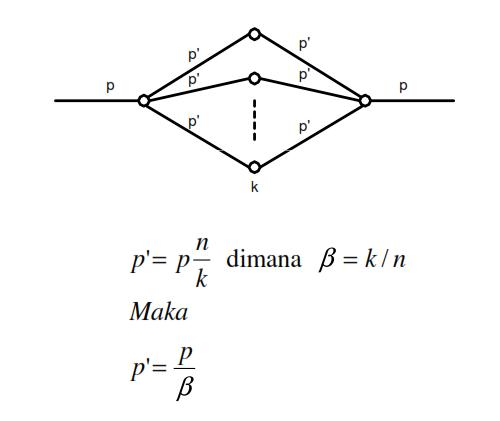 p'
p'
p
p'
p'
p
p'
p'
k
p'= p n/k dimana β = k / n
Maka
p'= p/β